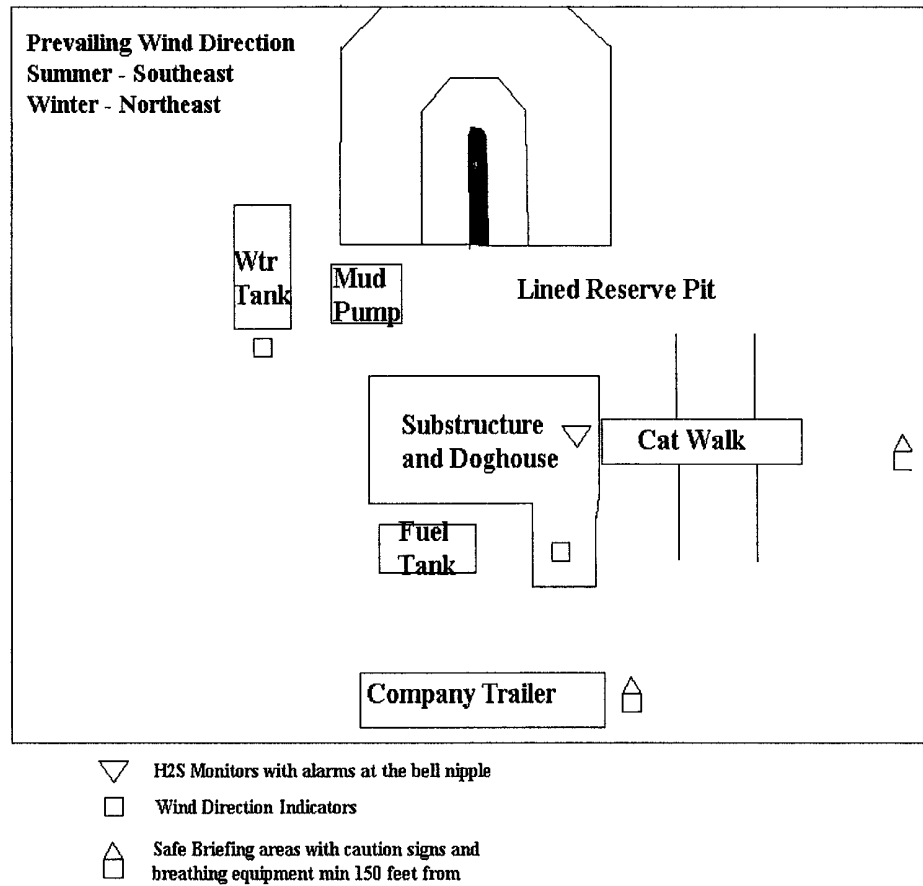 Prevailing Wind Direction
Summer - Southeast
Winter - Northeast
Wtr
Tank
Mud
Pump
Lined Reserve Pit
Substructure
and Doghouse
Cat Walk
Fuel
Tank
Company Trailer
H2S Monitors with alarms at the bell nipple
Wind Direction Indicators
Safe Briefing areas with caution signs and
breathing equipment min 150 feet from